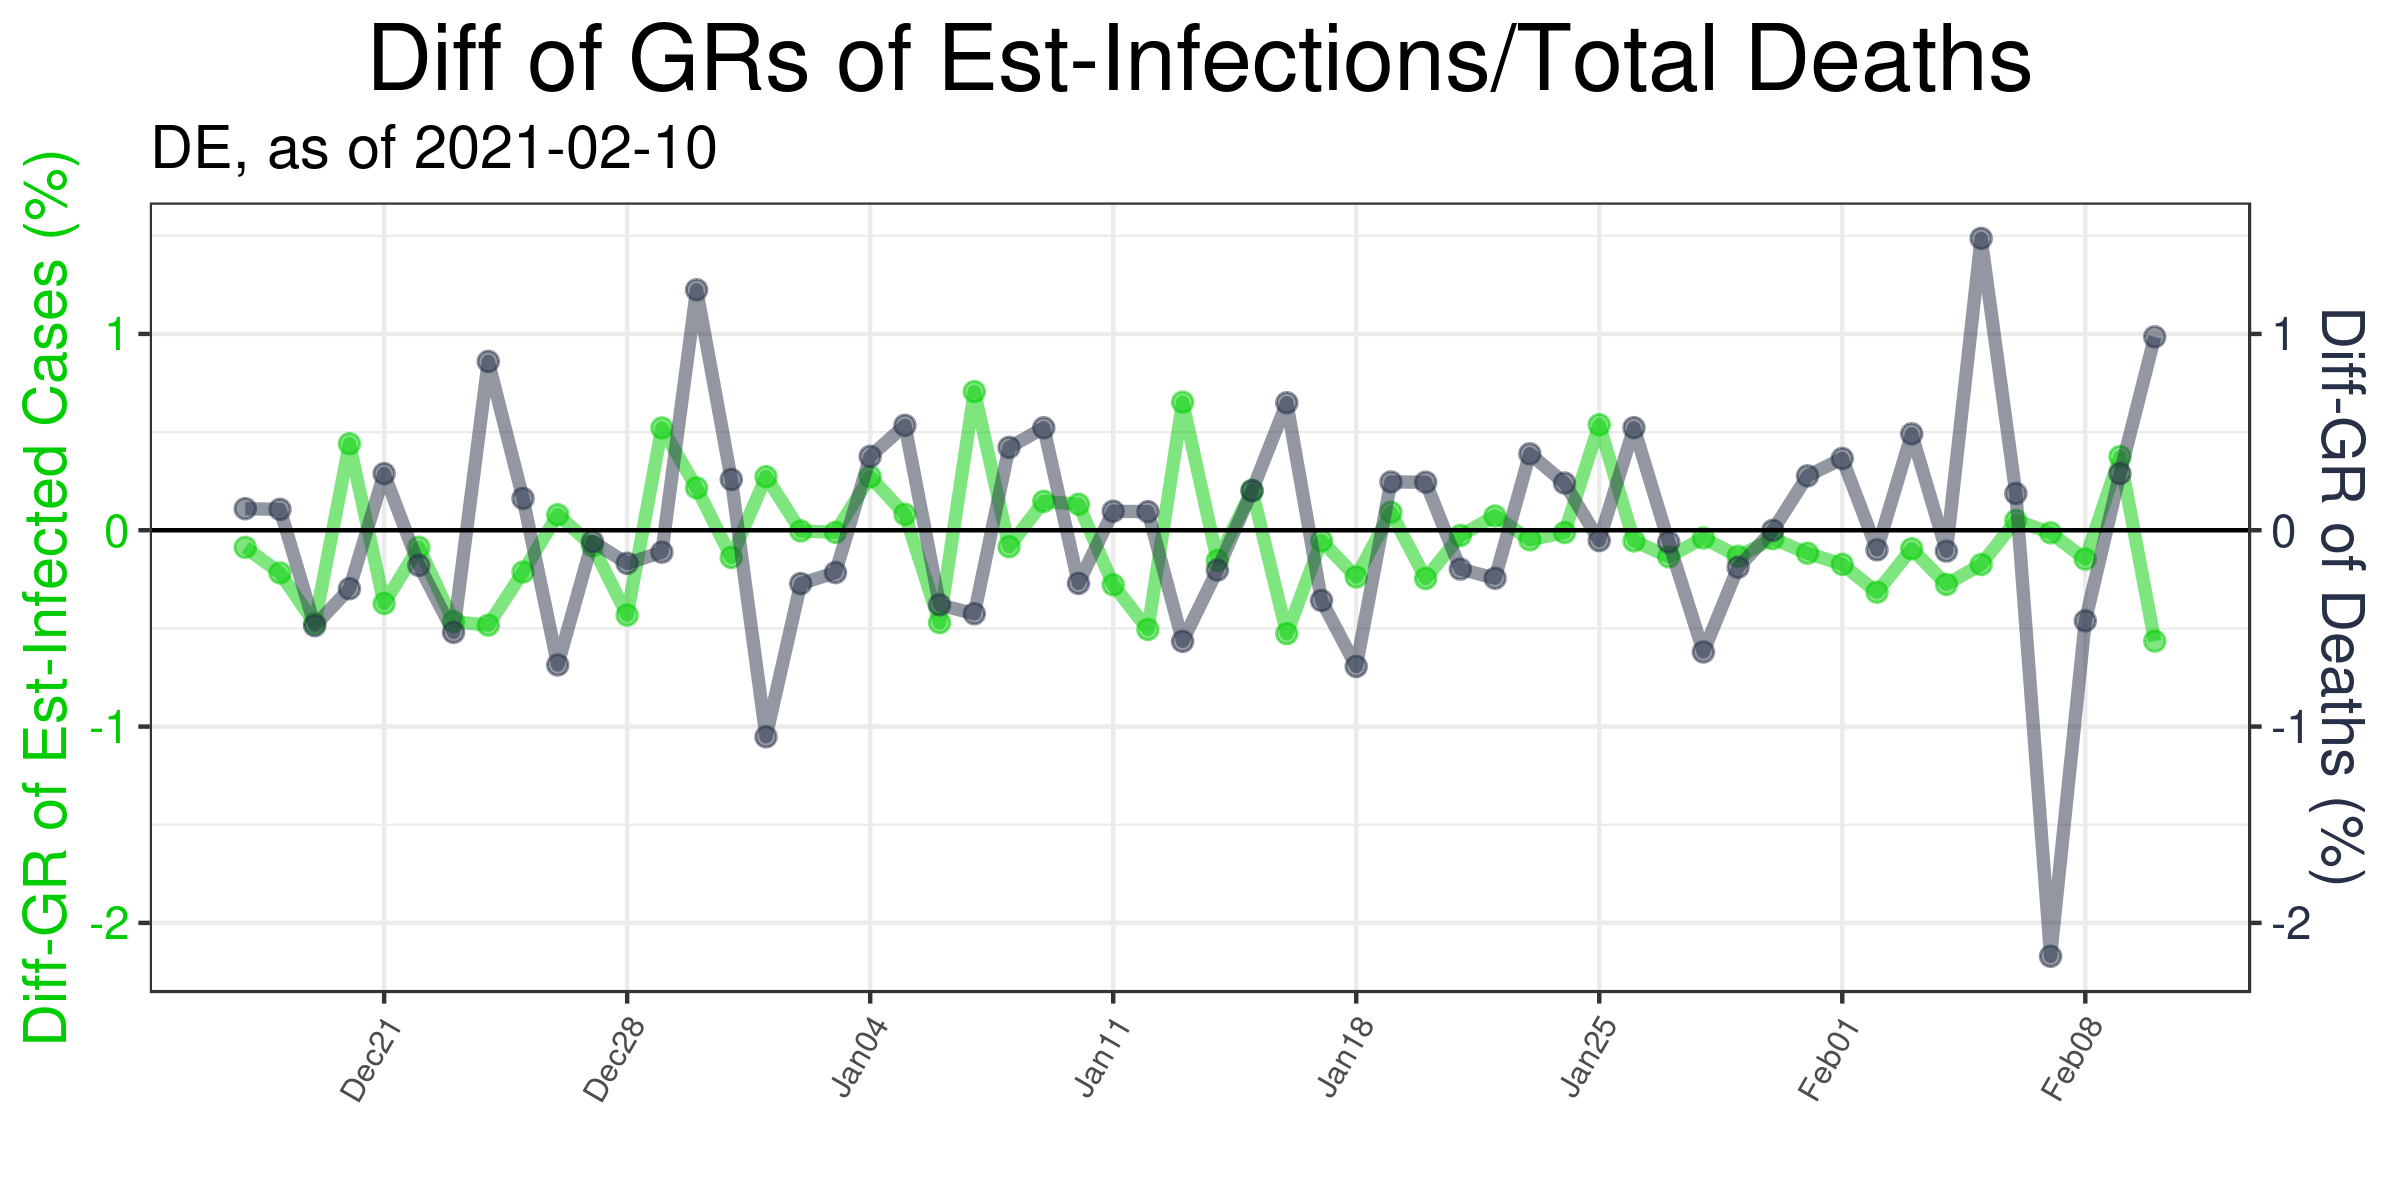 Diff of GRs of Est-Infections/Total Deaths
DE, as of 2021-02-10
Diff-GR of Est-Infected Cases (%)
1
0
-1
-2
1
0
-1
-2
Diff-GR of Deaths (%)
Dec21
Dec28
Jan04
Jan11
Jan18
Jan25
Feb01
Feb08